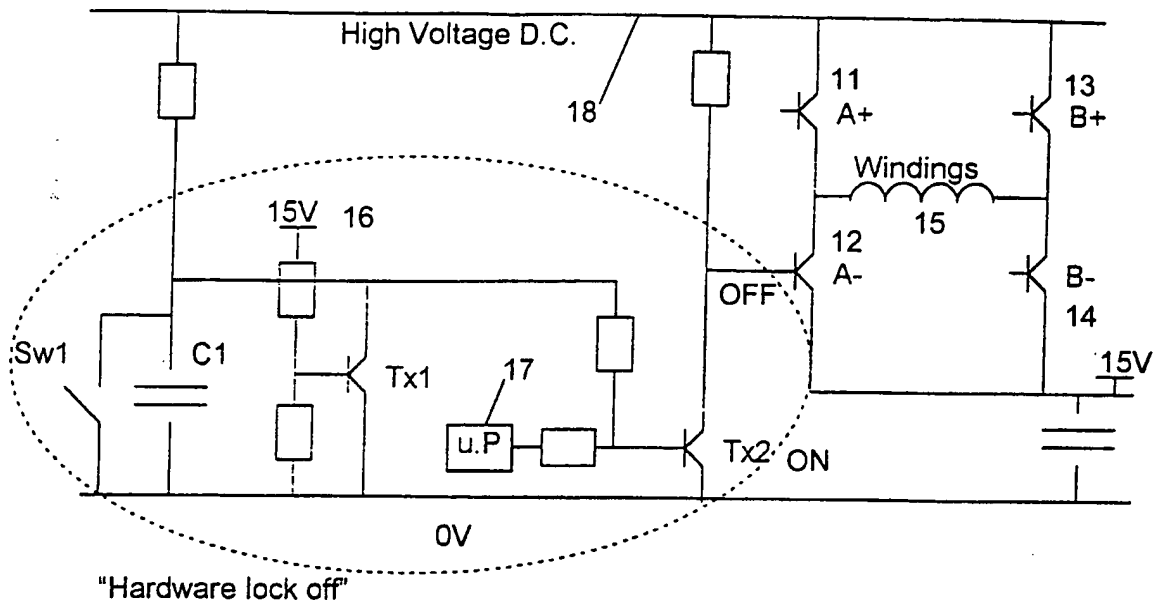 High Voltage D.C.
18
11
A+
13
B+
Windings
15
15V
16
12
A-
OFF
B-
14
Sw1
C1
Tx1
17
u.P
Tx2
ON
15V
0V
"Hardware lock off"